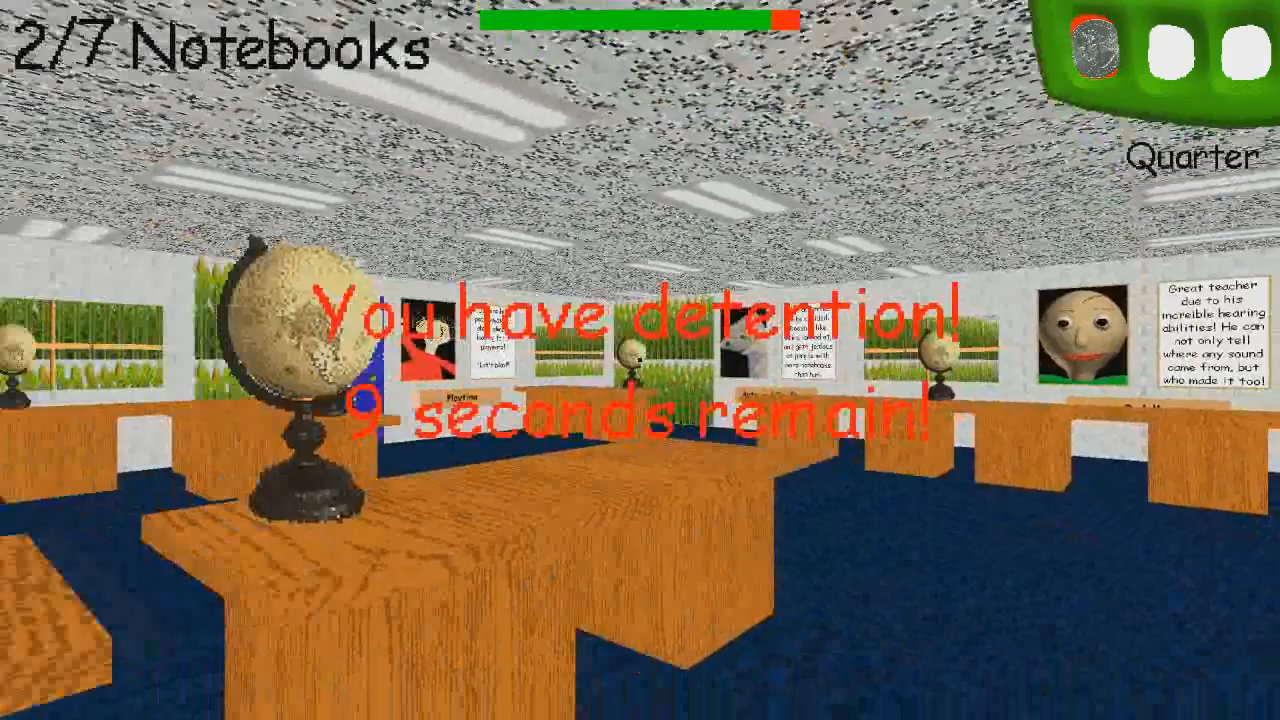 2/7 Notebooks
Quarter
You have detention!
9 seconds remain!
Great teacher
due to his
incredible hearing
abilities! He can
not only tell
where any sound
came from, but
who made it too!
Playtime